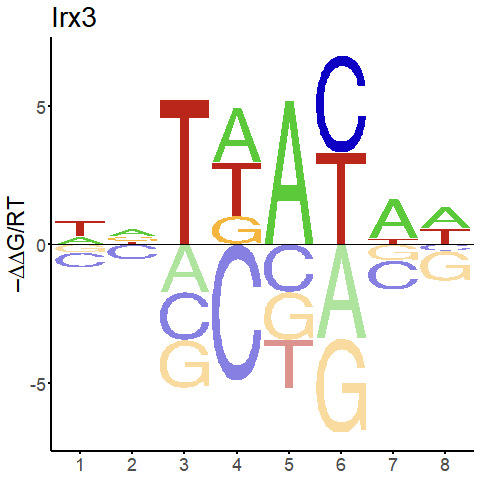 Irx3
−ΔΔG/RT
5
0
-5
T A T A C
A A T T A A
T G A T T T
G A C C A G C
C C C G A C G
G T G
1 2 3 4 5 6 7 8